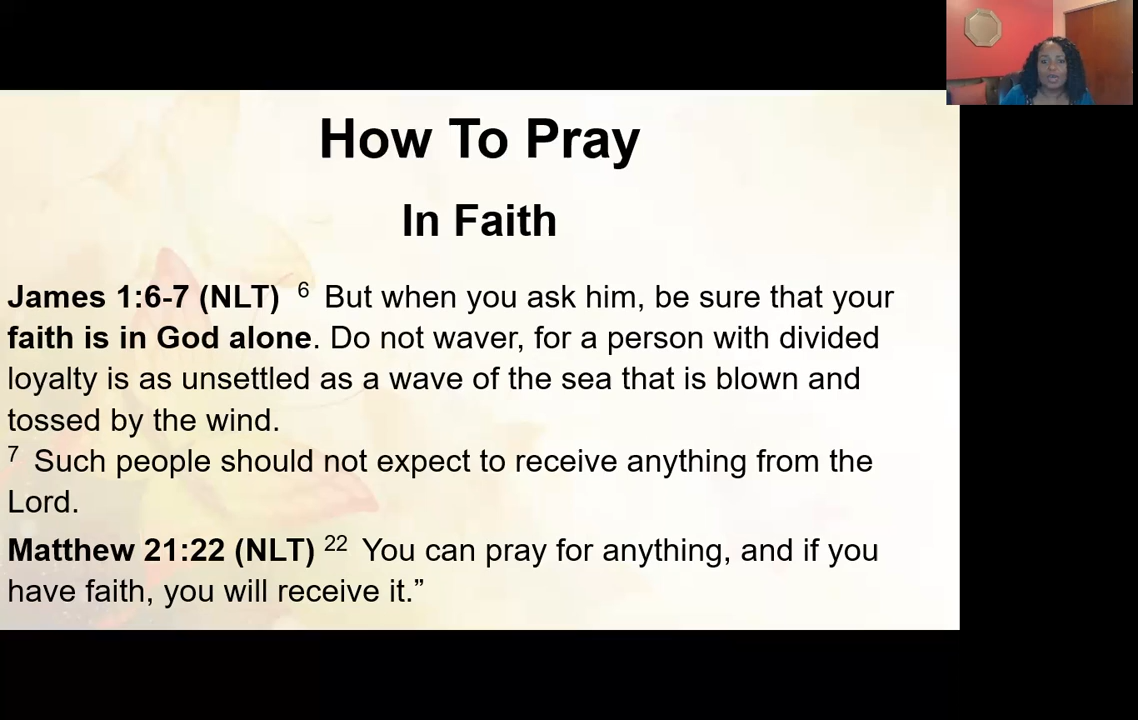 How To Pray
In Faith
James 1:6-7 (NLT) 6 But when you ask him, be sure that your
faith is in God alone. Do not waver, for a person with divided
loyalty is as unsettled as a wave of the sea that is blown and
tossed by the wind.
7 Such people should not expect to receive anything from the
Lord.
Matthew 21:22 (NLT) 22 You can pray for anything, and if you
have faith, you will receive it.”